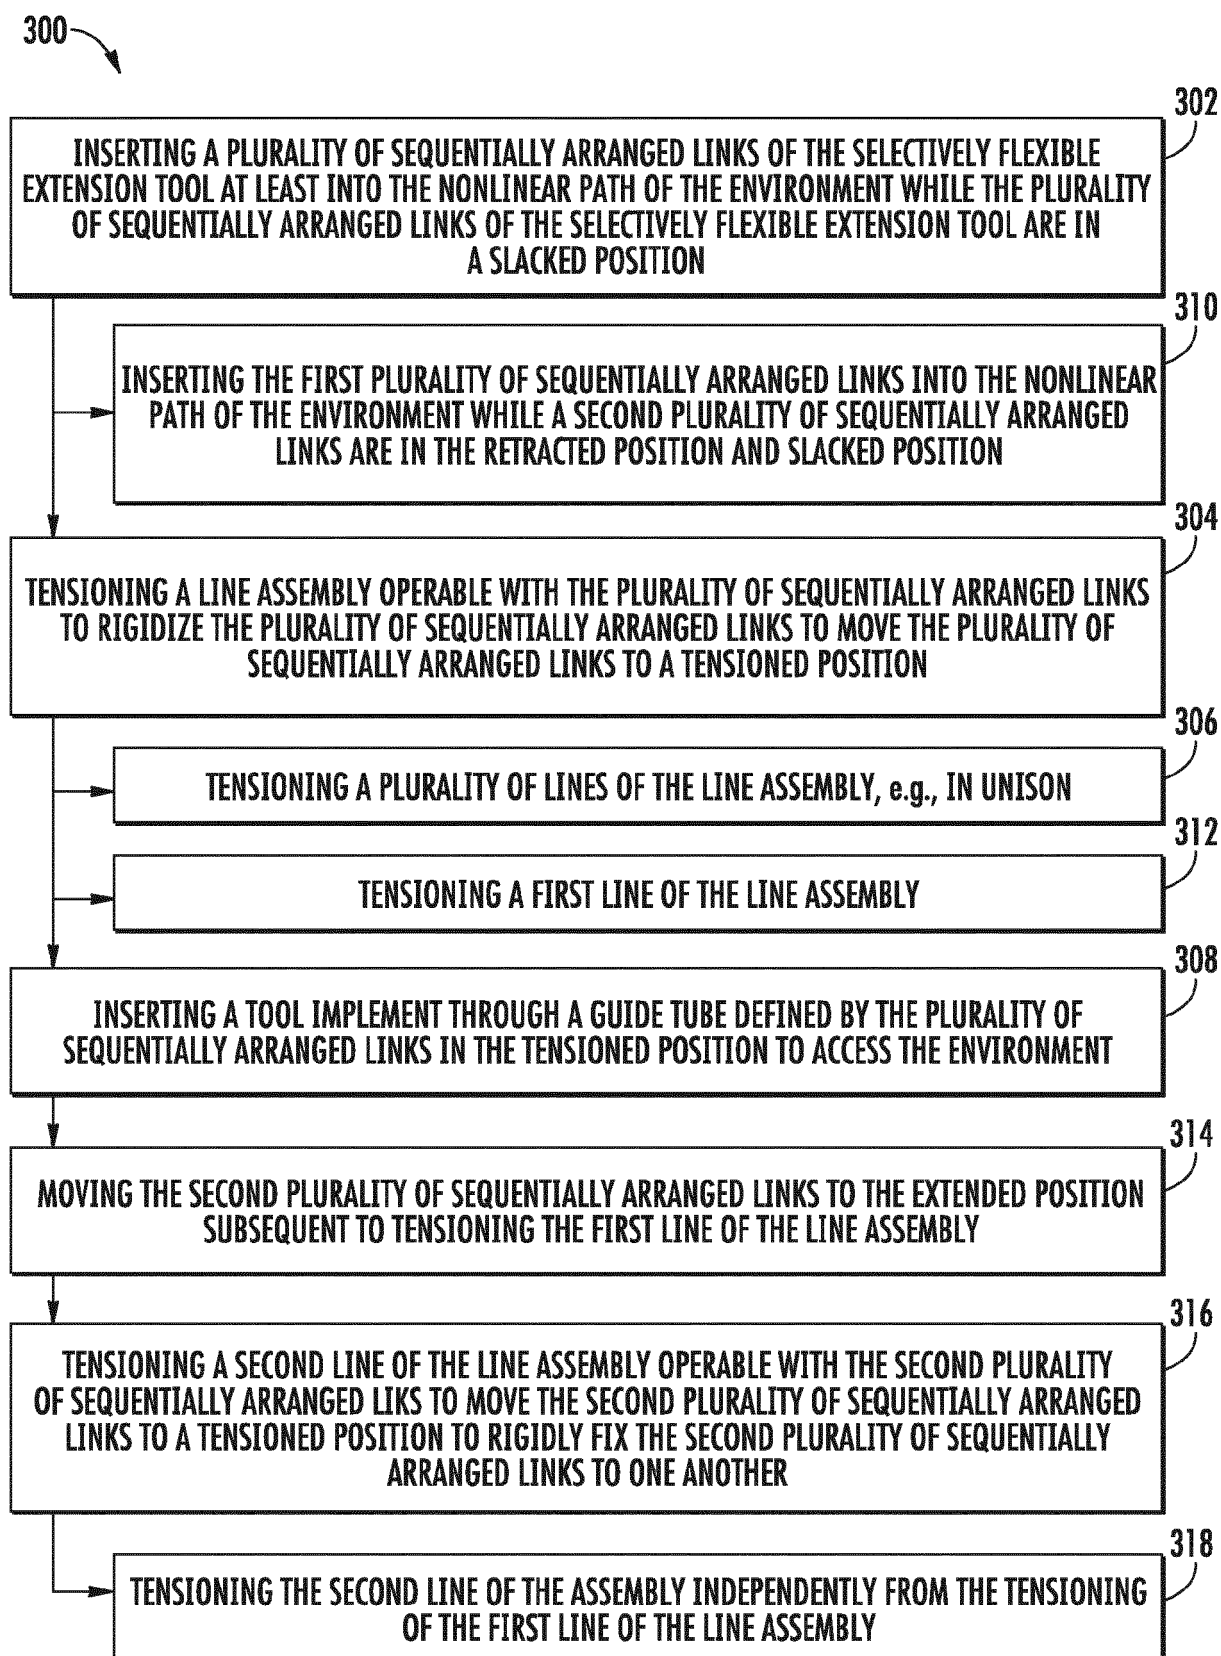 300
302
INSERTING A PLURALITY OF SEQUENTIALLY ARRANGED LINKS OF THE SELECTIVELY FLEXIBLE
EXTENSION TOOL AT LEAST INTO THE NONLINEAR PATH OF THE ENVIRONMENT WHILE THE PLURALITY
OF SEQUENTIALLY ARRANGED LINKS OF THE SELECTIVELY FLEXIBLE EXTENSION TOOL ARE IN
A SLACKED POSITION
310
INSERTING THE FIRST PLURALITY OF SEQUENTIALLY ARRANGED LINKS INTO THE NONLINEAR
PATH OF THE ENVIRONMENT WHILE A SECOND PLURALITY OF SEQUENTIALLY ARRANGED
LINKS ARE IN THE RETRACTED POSITION AND SLACKED POSITION
304
TENSIONING A LINE ASSEMBLY OPERABLE WITH THE PLURALITY OF SEQUENTIALLY ARRANGED LINKS
TO RIGIDIZE THE PLURALITY OF SEQUENTIALLY ARRANGED LINKS TO MOVE THE PLURALITY OF
SEQUENTIALLY ARRANGED LINKS TO A TENSIONED POSITION
306
TENSIONING A PLURALITY OF LINES OF THE LINE ASSEMBLY, e.g., IN UNISON
312
TENSIONING A FIRST LINE OF THE LINE ASSEMBLY
308
INSERTING A TOOL IMPLEMENT THROUGH A GUIDE TUBE DEFINED BY THE PLURALITY OF
SEQUENTIALLY ARRANGED LINKS IN THE TENSIONED POSITION TO ACCESS THE ENVIRONMENT
314
MOVING THE SECOND PLURALITY OF SEQUENTIALLY ARRANGED LINKS TO THE EXTENDED POSITION
SUBSEQUENT TO TENSIONING THE FIRST LINE OF THE LINE ASSEMBLY
316
TENSIONING A SECOND LINE OF THE LINE ASSEMBLY OPERABLE WITH THE SECOND PLURALITY
OF SEQUENTIALLY ARRANGED LIKS TO MOVE THE SECOND PLURALITY OF SEQUENTIALLY ARRANGED
LINKS TO A TENSIONED POSITION TO RIGIDLY FIX THE SECOND PLURALITY OF SEQUENTIALLY
ARRANGED LINKS TO ONE ANOTHER
318
TENSIONING THE SECOND LINE OF THE ASSEMBLY INDEPENDENTLY FROM THE TENSIONING
OF THE FIRST LINE OF THE LINE ASSEMBLY